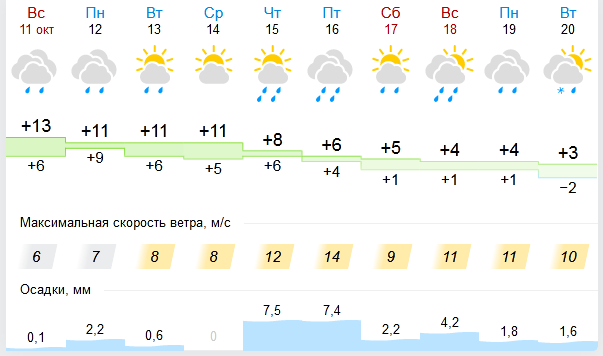 Вс Пн Вт Ср Чт Пт Сб Вс Пн Вт
11 окт 12 13 14 15 16 17 18 19 20
+13 +11 +11 +11 +8 +6 +5 +4 +4 +3
+6 +9 +6 +5 +6 +4 +1 +1 +1 −2
Максимальная скорость ветра, м/с
6 7 8 8 12 14 9 11 11 10
Осадки, мм
0,1 2,2 0,6 0 7,5 7,4 2,2 4,2 1,8 1,6